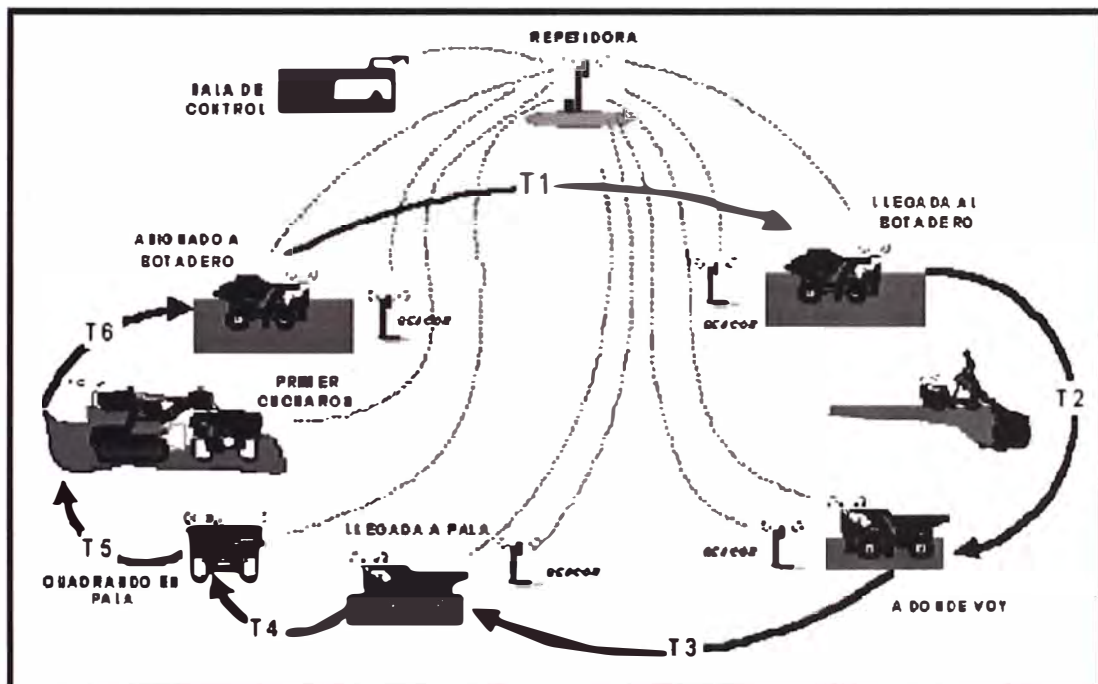 REPETIDORA
SALA DE
CONTROL
T1
LLEGADA AL
BOTADERO
ASIGNADO A
BOTADERO
BEACON
BEACON
T6
PRIMER
CUCHARON
T2
LLEGADA A PALA
BEACON
BEACON
T5
CUADRANDO EN
PALA
A DONDE VOY
T4
T3